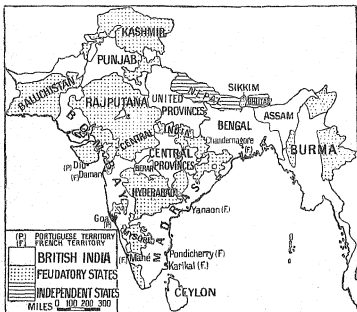 KASHMIR
PUNJAB
BALUCHISTAN
RAJPUTANA
UNITED
PROVINCES
NEPAL
SIKKIM
BHUTAN
ASSAM
BENGAL
BURMA
BOMBAY
CENTRAL
INDIA
Chandernagore
(F.)
CENTRAL
PROVINCES
BERAR
(P.) Diu
(P.) Daman
HYDERABAD
Yanaon (F.)
Goa
(P.)
MADRAS
Mahé
(F.)
Pondicherry (F.)
Karikal (F.)
CEYLON
(P.) PORTUGUESE TERRITORY
(F.) FRENCH TERRITORY
BRITISH INDIA
FEUDATORY STATES
INDEPENDENT STATES
MILES 0 100 200 300